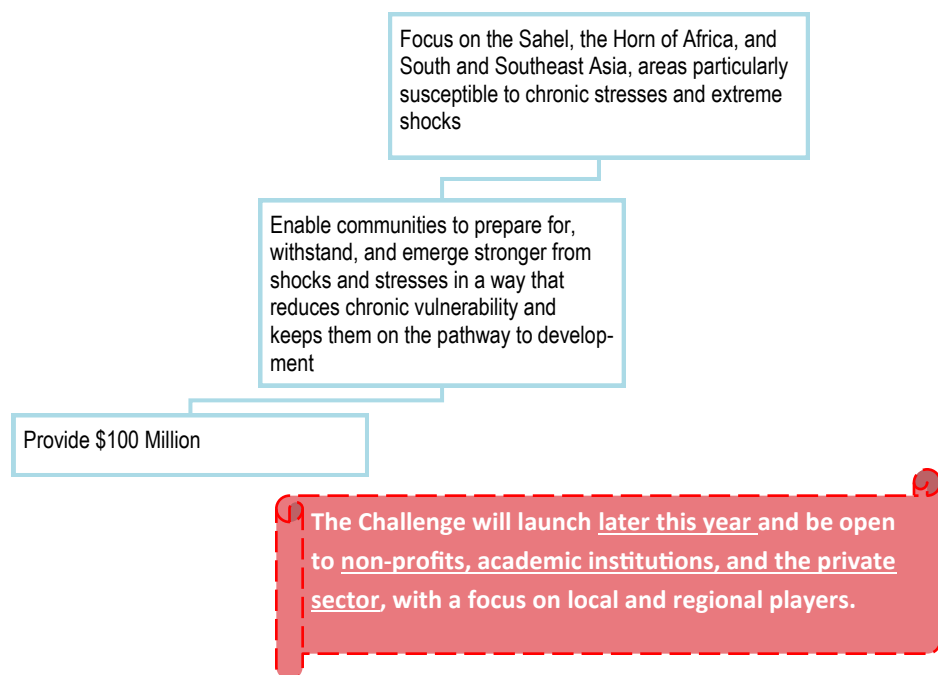 Focus on the Sahel, the Horn of Africa, and
South and Southeast Asia, areas particularly
susceptible to chronic stresses and extreme
shocks
Enable communities to prepare for,
withstand, and emerge stronger from
shocks and stresses in a way that
reduces chronic vulnerability and
keeps them on the pathway to develop-
ment
Provide $100 Million
The Challenge will launch later this year and be open
to non-profits, academic institutions, and the private
sector, with a focus on local and regional players.